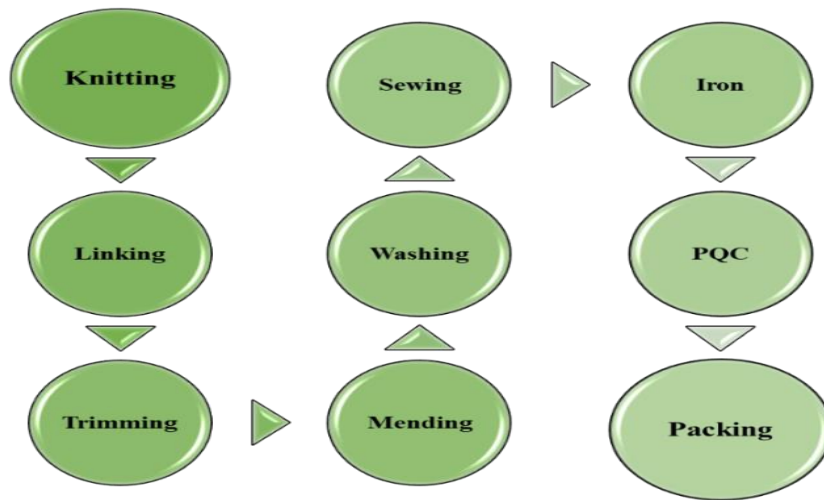 Knitting
Linking
Trimming
Mending
Washing
Sewing
Iron
PQC
Packing